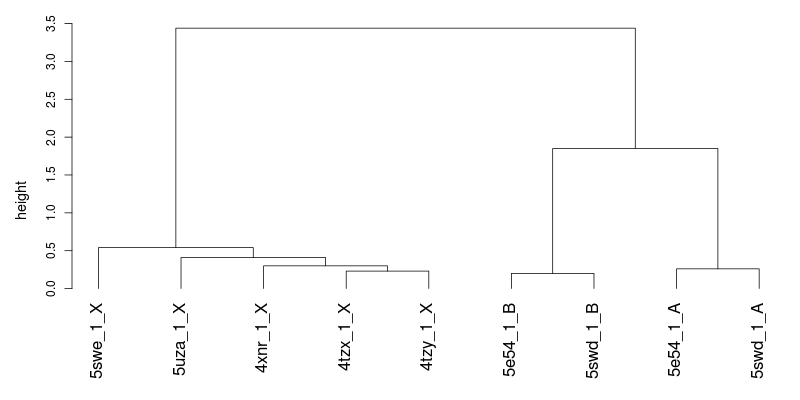 3.5
3.0
2.5
2.0
1.5
1.0
0.5
0.0
height
5swe_1_X
5uza_1_X
4xnr_1_X
4tzx_1_X
4tzy_1_X
5e54_1_B
5swd_1_B
5e54_1_A
5swd_1_A